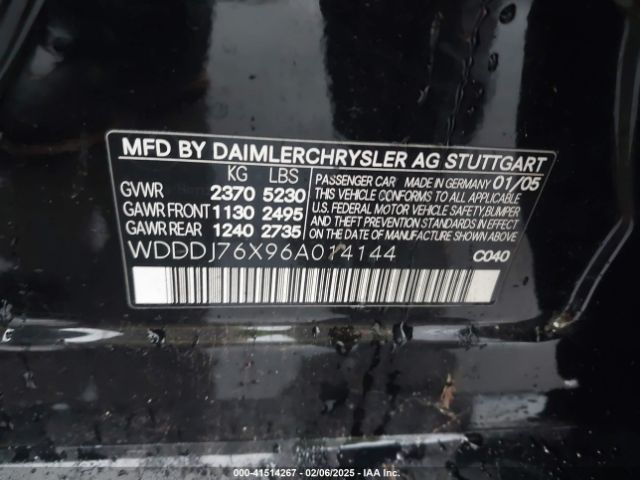 MFD BY DAIMLERCHRYSLER AG STUTTGART
KG LBS
GVWR 2370 5230
GAWR FRONT 1130 2495
GAWR REAR 1240 2735
PASSENGER CAR MADE IN GERMANY 01/05
THIS VEHICLE CONFORMS TO ALL APPLICABLE
U.S. FEDERAL MOTOR VEHICLE SAFETY, BUMPER
AND THEFT PREVENTION STANDARDS
IN EFFECT ON THE DATE OF MANUFACTURE SHOWN ABOVE
WDDDJ76X96A014144
C040
000-41514267 - 02/06/2025 - IAA Inc.